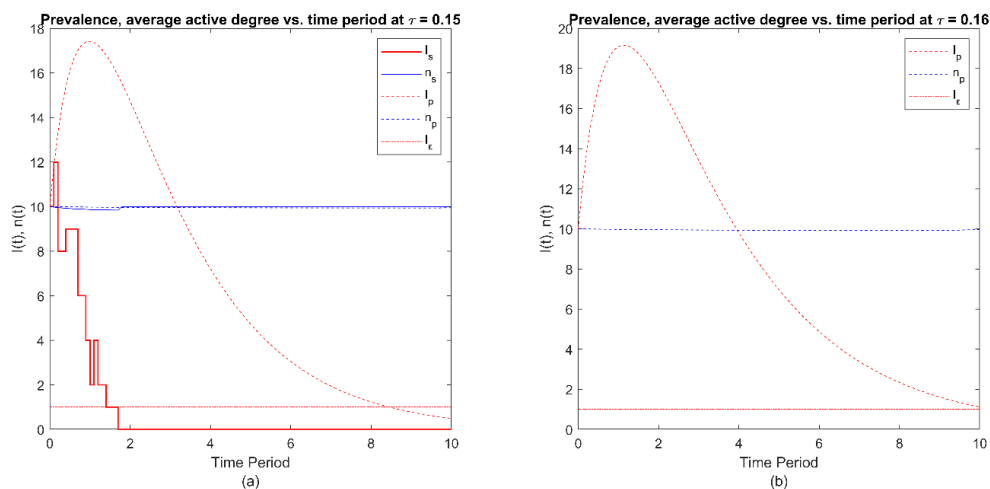 Prevalence, average active degree vs. time period at τ = 0.15
18
16
14
12
10
8
6
4
2
0
I(t), n(t)
I_s
n_s
I_p
n_p
I_ε
0 2 4 6 8 10
Time Period
(a)
Prevalence, average active degree vs. time period at τ = 0.16
20
18
16
14
12
10
8
6
4
2
0
I(t), n(t)
I_p
n_p
I_ε
0 2 4 6 8 10
Time Period
(b)